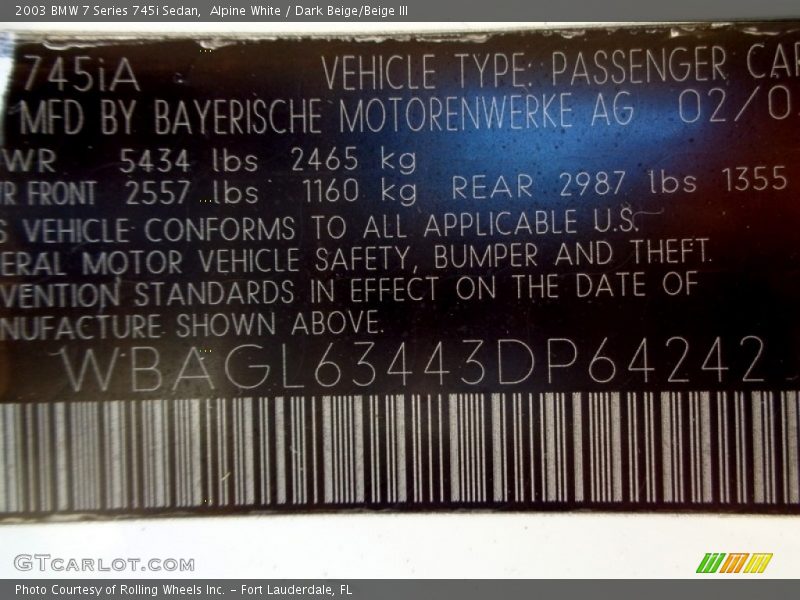 2003 BMW 7 Series 745i Sedan,  Alpine White / Dark Beige/Beige III
745iA VEHICLE TYPE: PASSENGER CAR
MFD BY BAYERISCHE MOTORENWERKE AG 02/0
WR 5434 lbs 2465 kg
R FRONT 2557 lbs 1160 kg REAR 2987 lbs 1355
S VEHICLE CONFORMS TO ALL APPLICABLE U.S.
ERAL MOTOR VEHICLE SAFETY, BUMPER AND THEFT
VENTION STANDARDS IN EFFECT ON THE DATE OF
NUFACTURE SHOWN ABOVE.
WBAGL63443DP64242
GTCARLOT.COM
Photo Courtesy of Rolling Wheels Inc. – Fort Lauderdale, FL